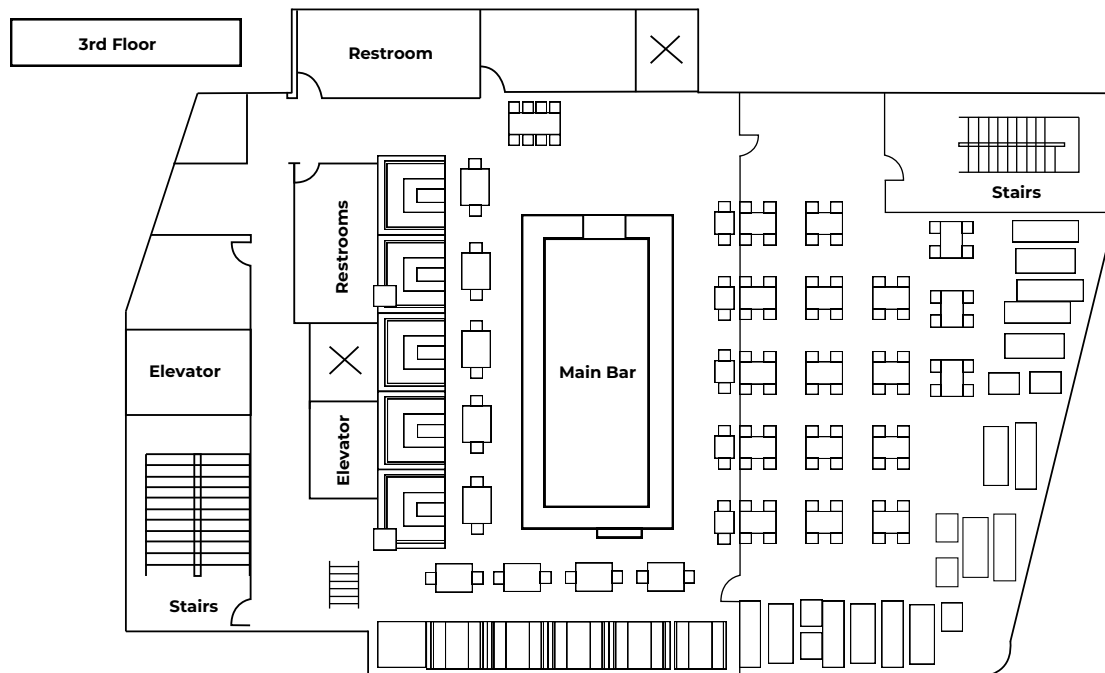 3rd Floor
Restroom
Stairs
Restrooms
Elevator
Main Bar
Elevator
Stairs